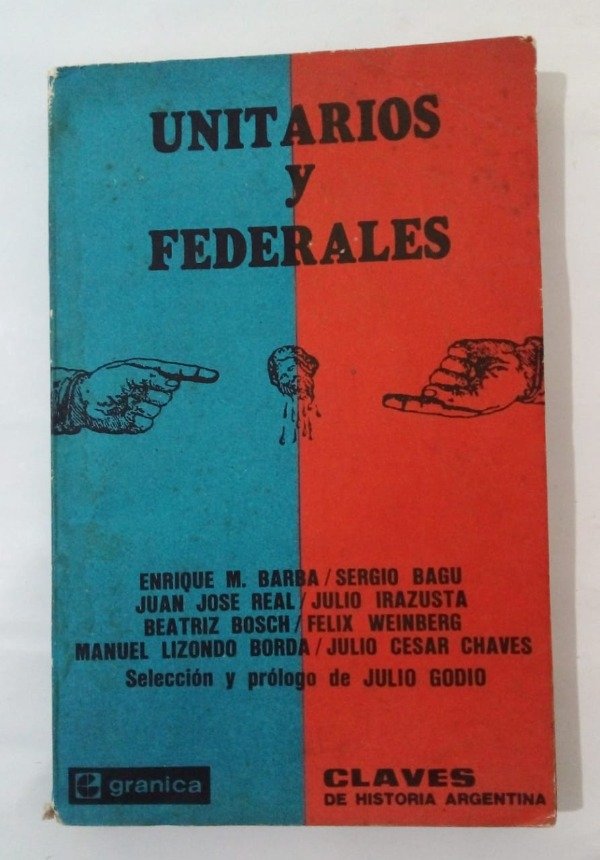 UNITARIOS
y
FEDERALES
ENRIQUE M. BARBA / SERGIO BAGU
JUAN JOSE REAL / JULIO IRAZUSTA
BEATRIZ BOSCH / FELIX WEINBERG
MANUEL LIZONDO BORDA / JULIO CESAR CHAVES
Selección y prólogo de JULIO GODIO
granica
CLAVES
DE HISTORIA ARGENTINA